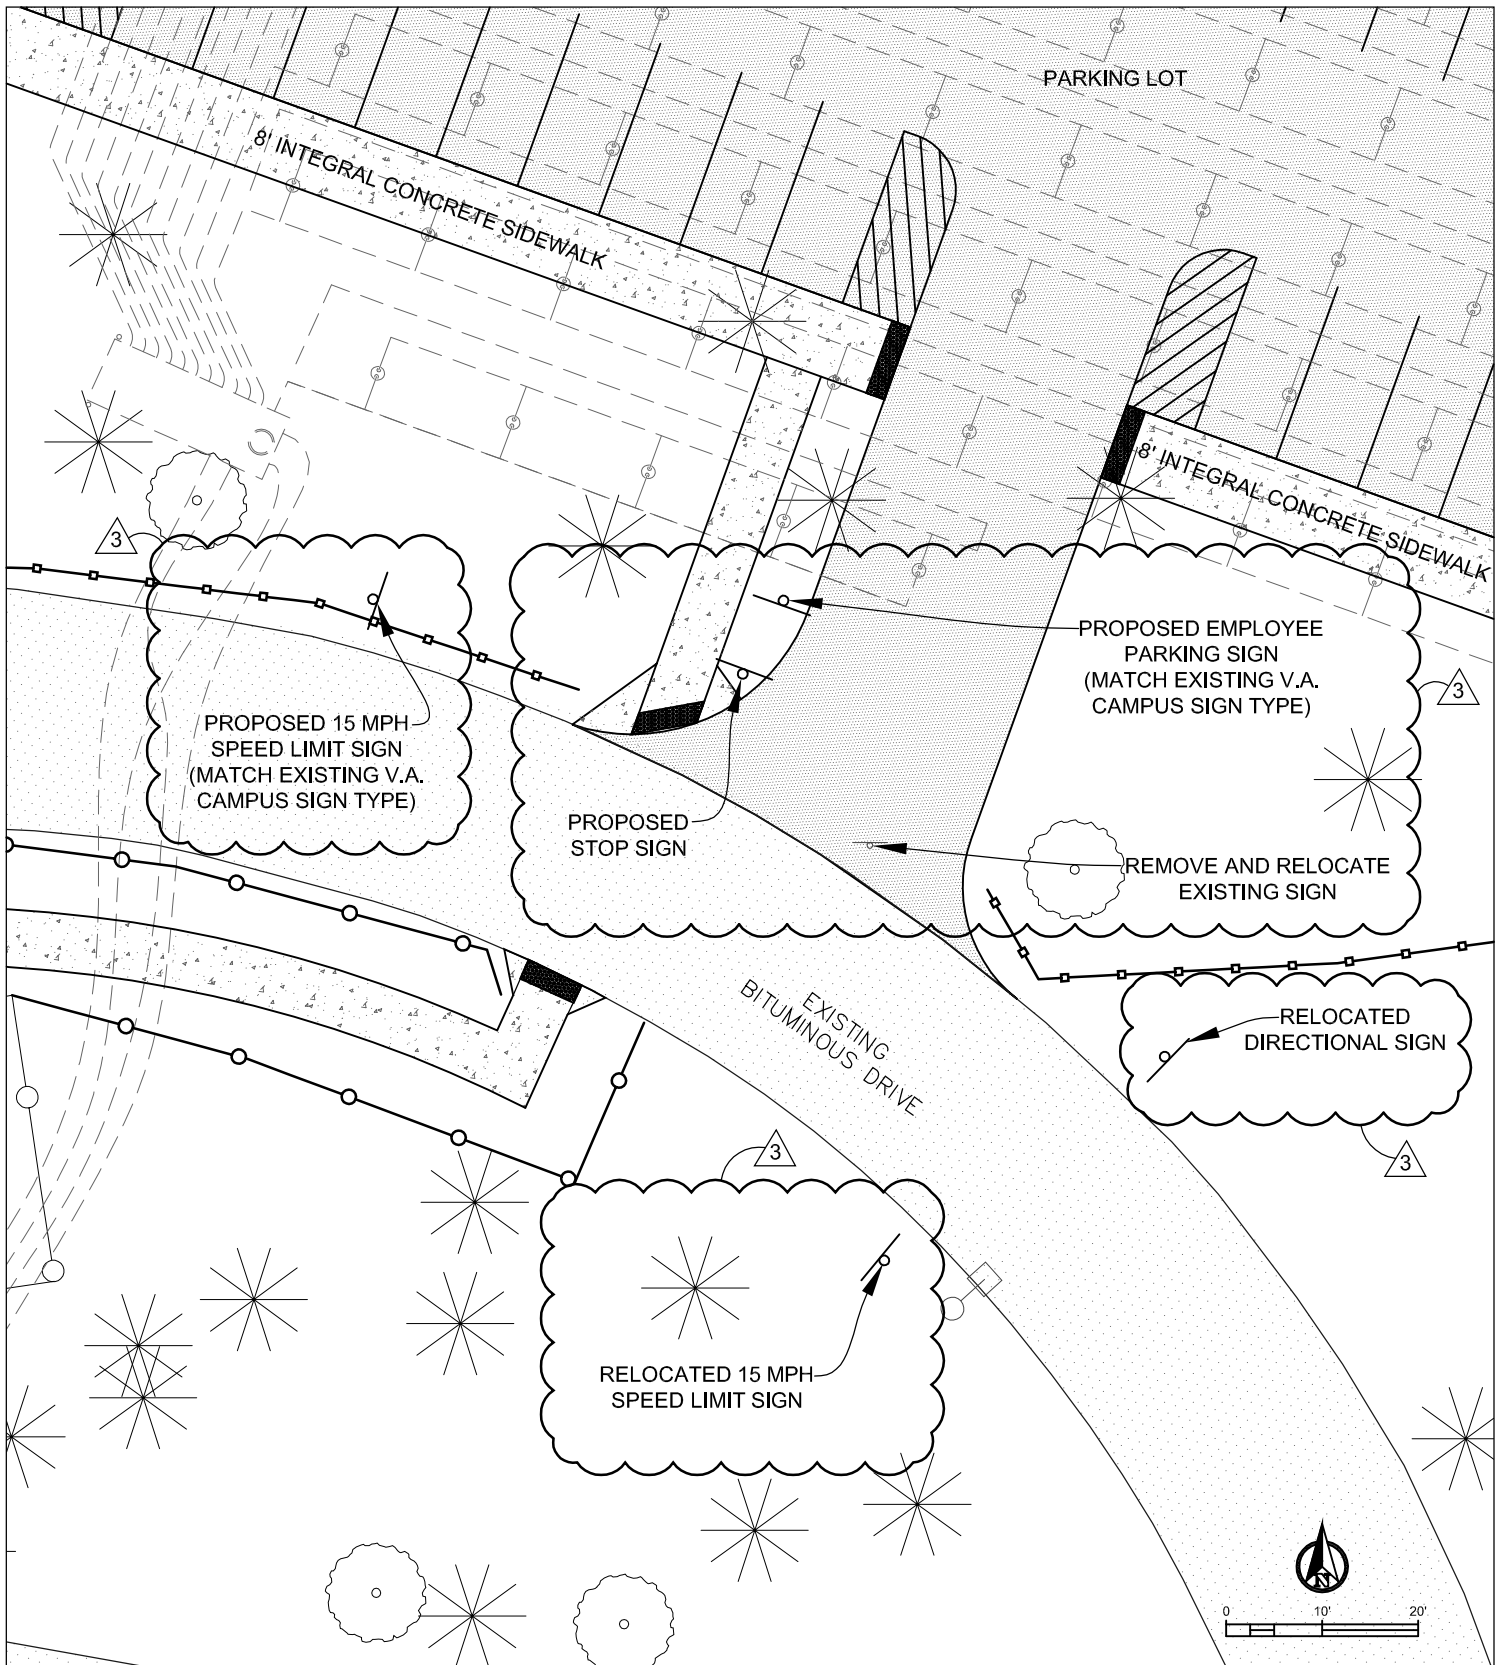 PARKING LOT
8' INTEGRAL CONCRETE SIDEWALK
8' INTEGRAL CONCRETE SIDEWALK
3
PROPOSED EMPLOYEE
PARKING SIGN
(MATCH EXISTING V.A.
CAMPUS SIGN TYPE)
3
PROPOSED 15 MPH
SPEED LIMIT SIGN
(MATCH EXISTING V.A.
CAMPUS SIGN TYPE)
PROPOSED
STOP SIGN
REMOVE AND RELOCATE
EXISTING SIGN
EXISTING
BITUMINOUS DRIVE
RELOCATED
DIRECTIONAL SIGN
3
3
RELOCATED 15 MPH
SPEED LIMIT SIGN
N
0 10' 20'